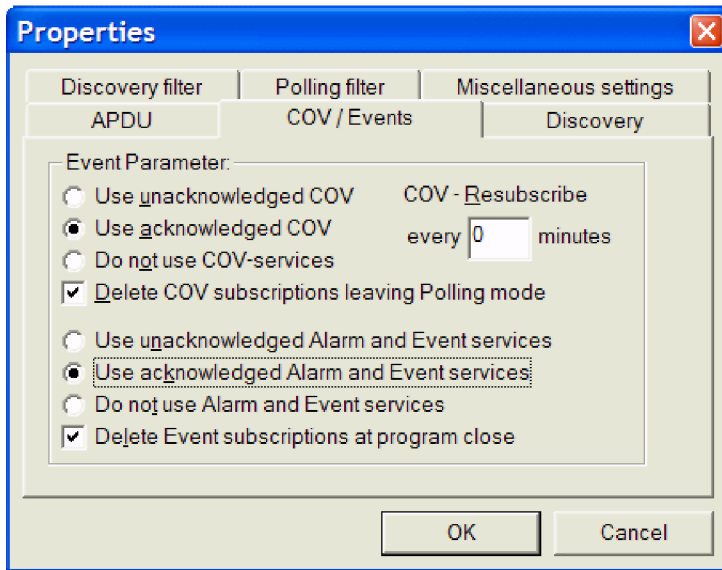 Properties
Discovery filter Polling filter Miscellaneous settings
APDU COV / Events Discovery
Event Parameter:
Use unacknowledged COV COV - Resubscribe
Use acknowledged COV every 0 minutes
Do not use COV-services
Delete COV subscriptions leaving Polling mode
Use unacknowledged Alarm and Event services
Use acknowledged Alarm and Event services
Do not use Alarm and Event services
Delete Event subscriptions at program close
OK Cancel